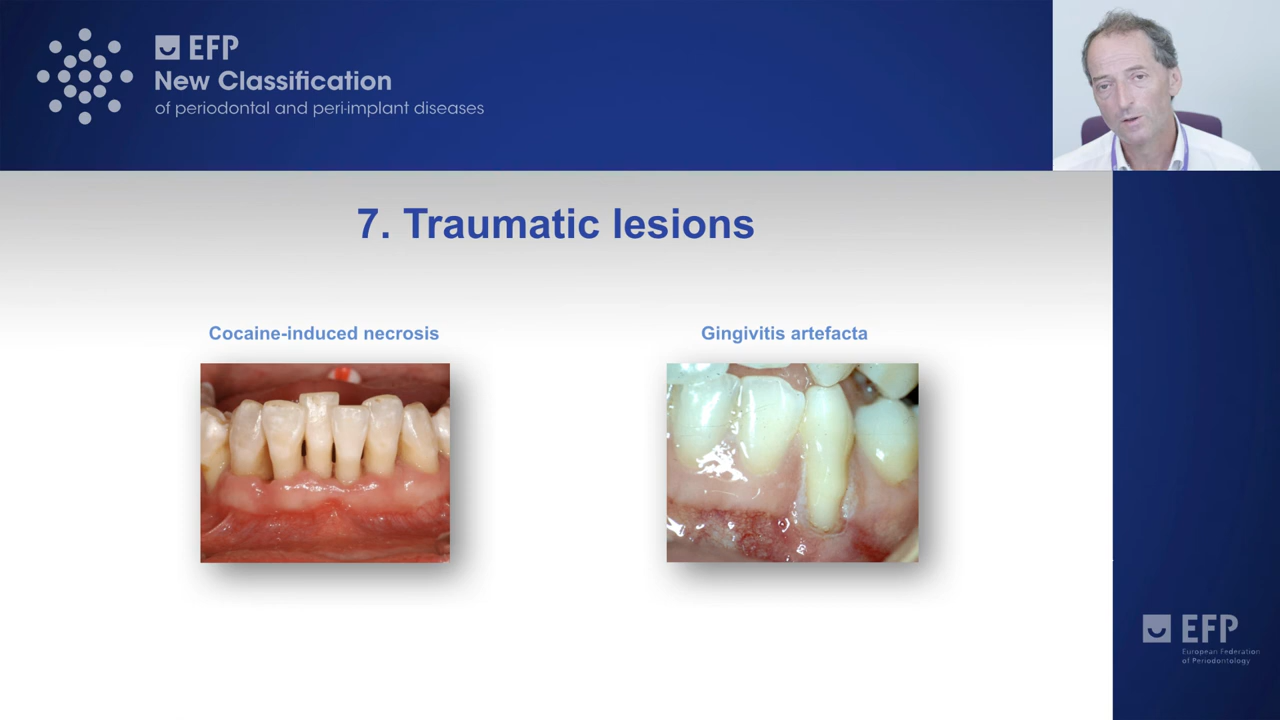 EFP
New Classification
of periodontal and peri-implant diseases
7. Traumatic lesions
Cocaine-induced necrosis
Gingivitis artefacta
EFP
European Federation
of Periodontology